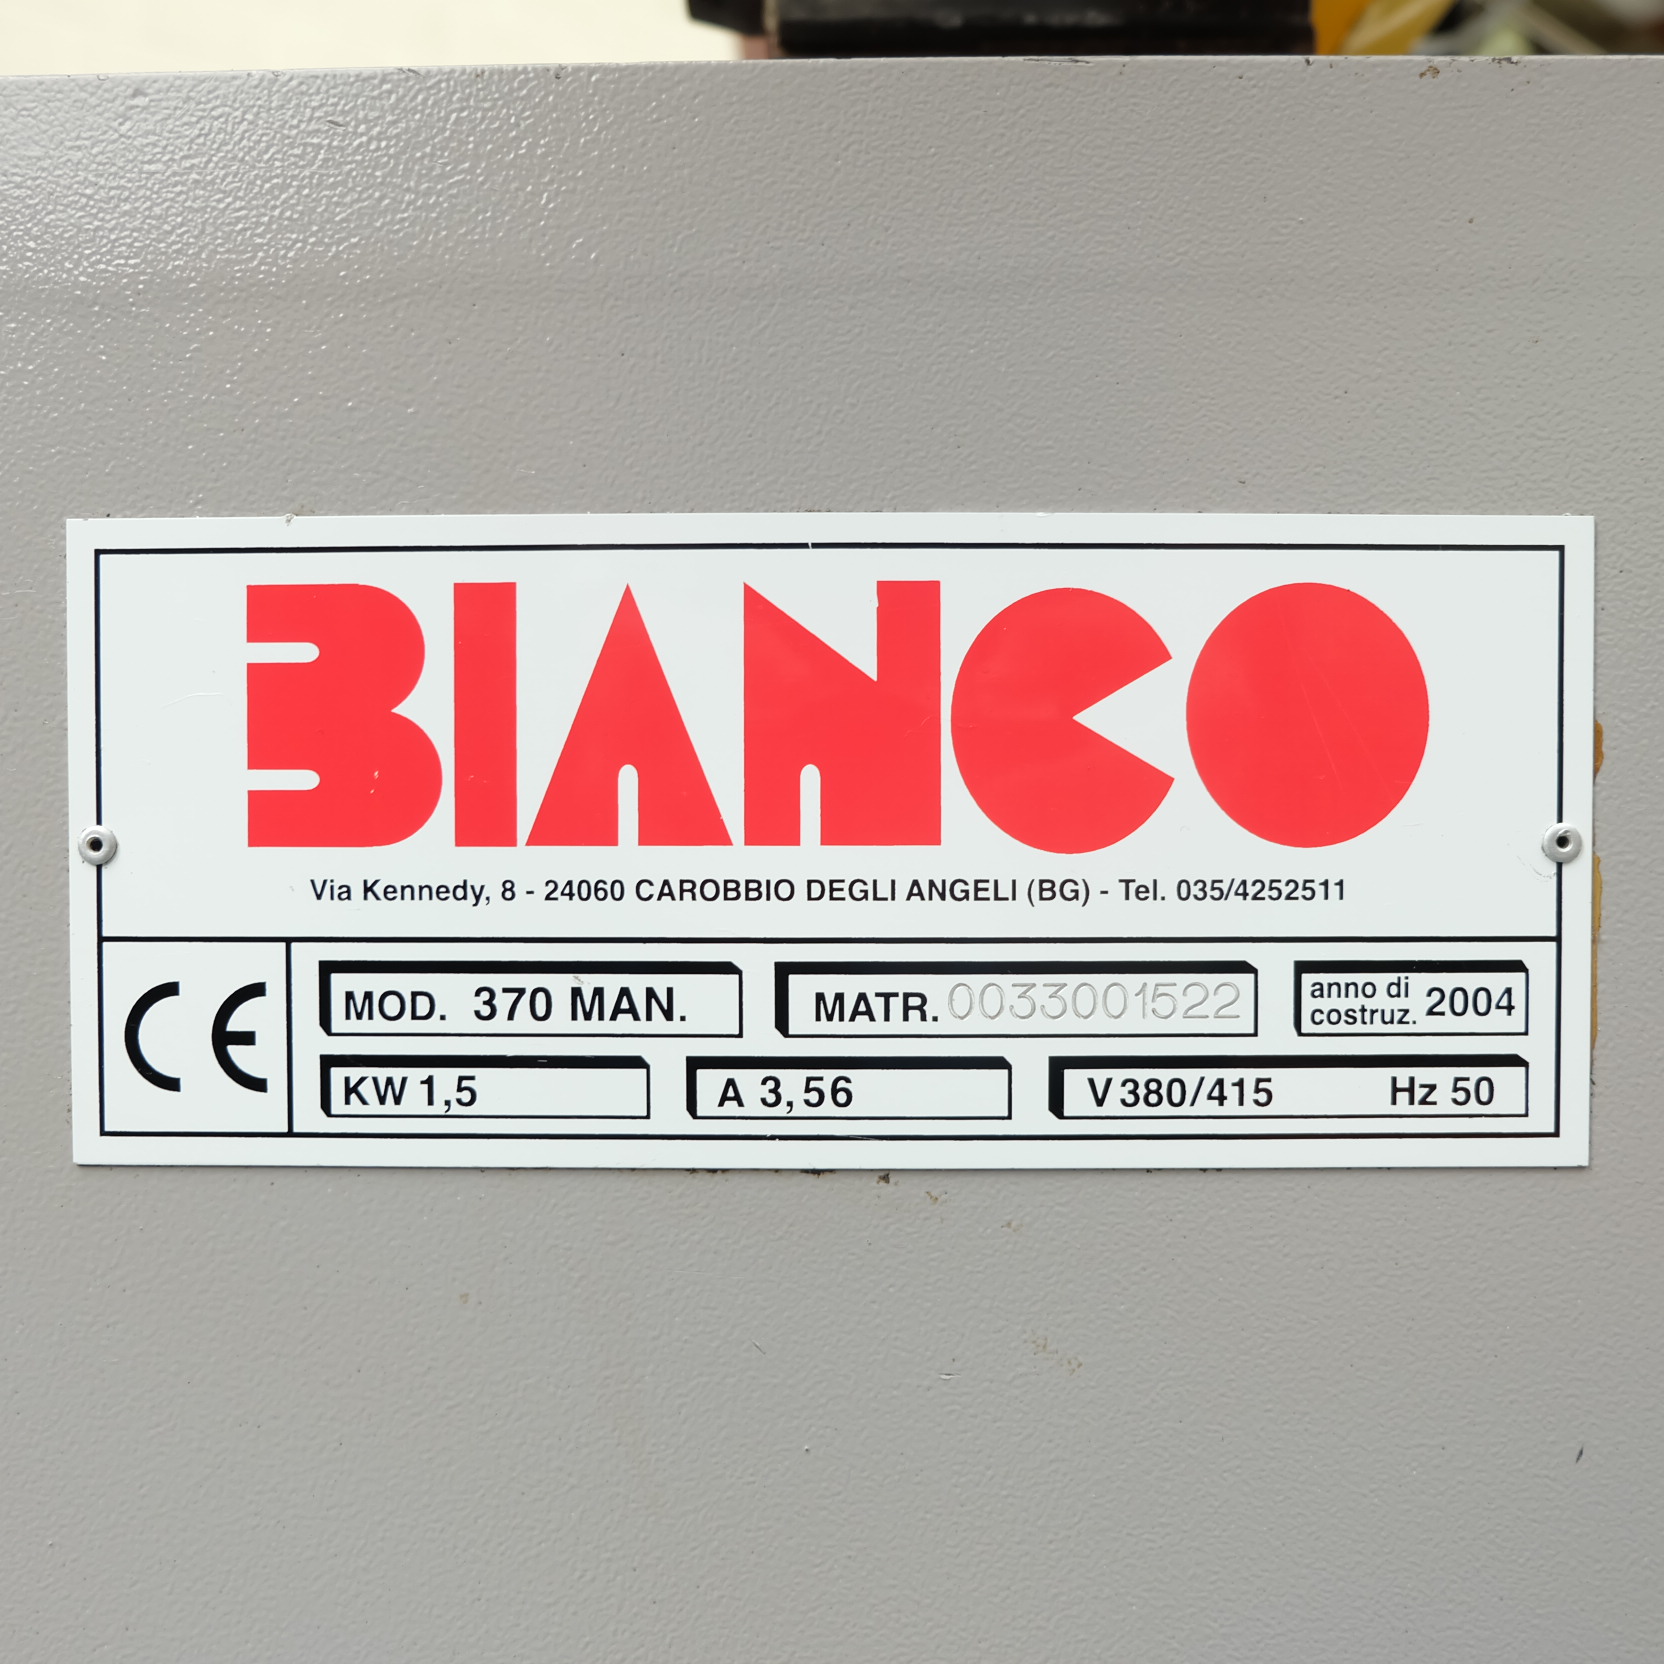 BIANCO
Via Kennedy, 8 - 24060 CAROBBIO DEGLI ANGELI (BG) - Tel. 035/4252511
CE
MOD. 370 MAN.
MATR. 0033001522
anno di
costruz. 2004
KW 1,5
A 3,56
V 380/415 Hz 50